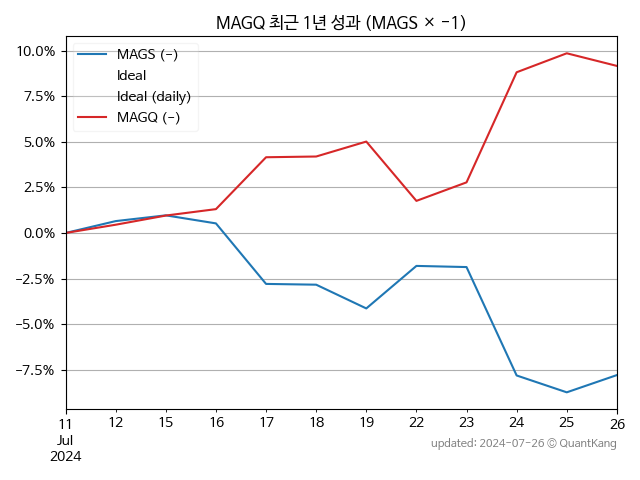 MAGQ 최근 1년 성과 (MAGS × −1)
10.0%
7.5%
5.0%
2.5%
0.0%
−2.5%
−5.0%
−7.5%
MAGS (-)
Ideal
Ideal (daily)
MAGQ (-)
11 12 15 16 17 18 19 22 23 24 25 26
Jul
2024
updated: 2024-07-26 © QuantKang